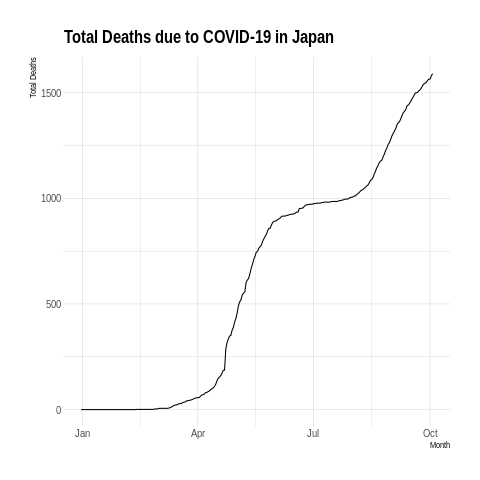 Total Deaths due to COVID-19 in Japan
Total Deaths
1500
1000
500
0
Jan Apr Jul Oct
Month